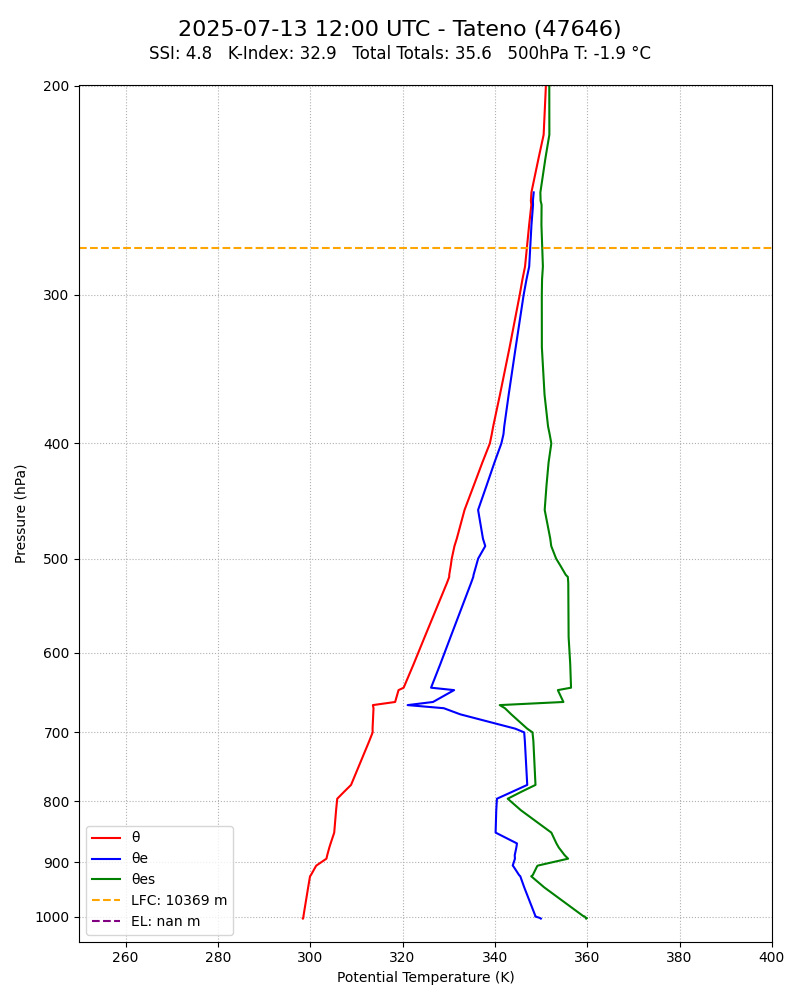 2025-07-13 12:00 UTC - Tateno (47646)
SSI: 4.8   K-Index: 32.9   Total Totals: 35.6   500hPa T: -1.9 °C
200
300
400
500
600
700
800
900
1000
Pressure (hPa)
θ
θe
θes
LFC: 10369 m
EL: nan m
260 280 300 320 340 360 380 400
Potential Temperature (K)